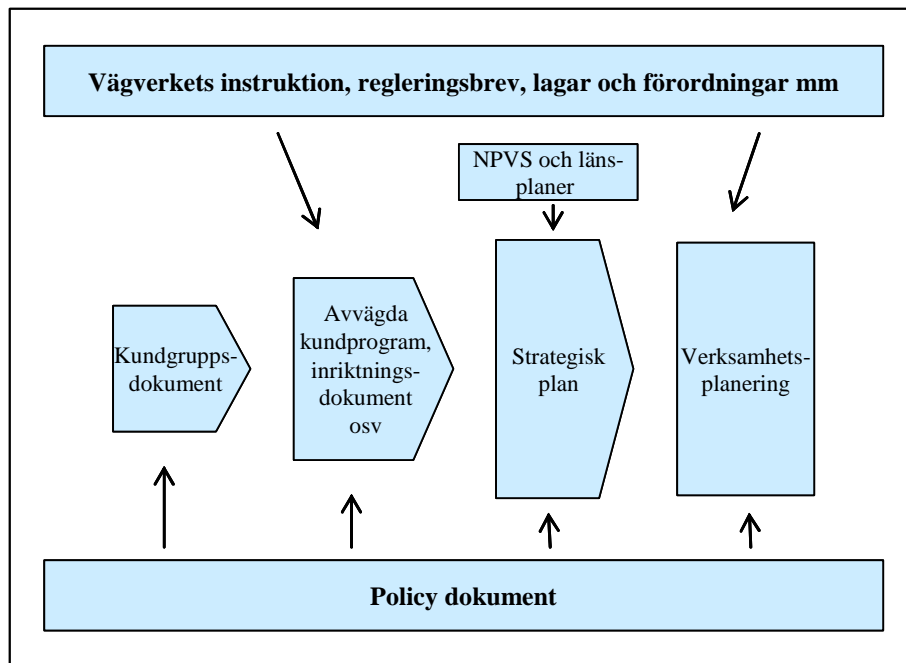 Vägverkets instruktion, regleringsbrev, lagar och förordningar mm
NPVS och läns-
planer
Kundgrupps-
dokument
Avvägda
kundprogram,
inriktnings-
dokument
osv
Strategisk
plan
Verksamhets-
planering
Policy dokument